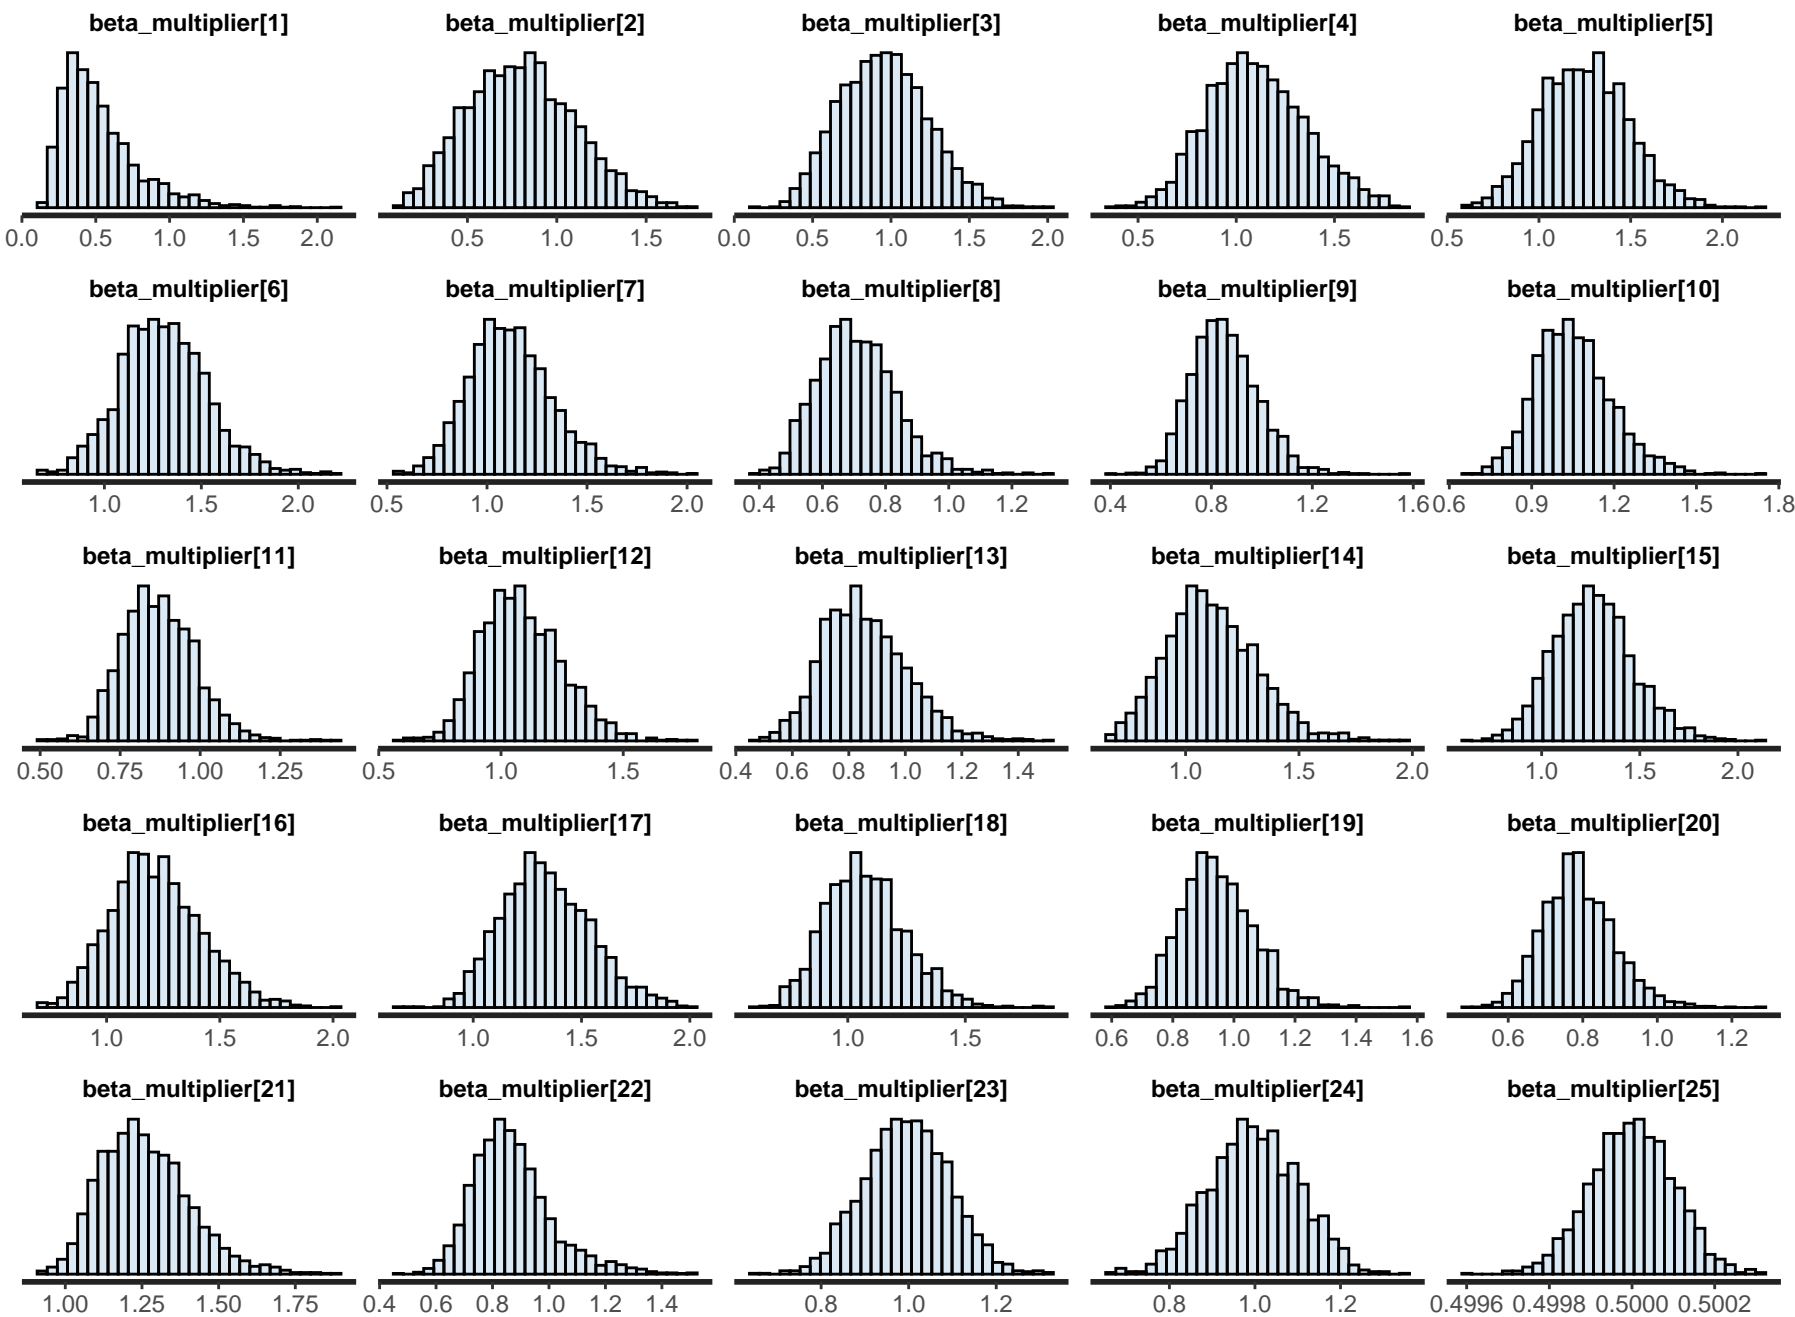 beta_multiplier[1] beta_multiplier[2] beta_multiplier[3] beta_multiplier[4] beta_multiplier[5]
0.0 0.5 1.0 1.5 2.0 0.5 1.0 1.5 0.0 0.5 1.0 1.5 2.0 0.5 1.0 1.5 0.5 1.0 1.5 2.0
beta_multiplier[6] beta_multiplier[7] beta_multiplier[8] beta_multiplier[9] beta_multiplier[10]
1.0 1.5 2.0 0.5 1.0 1.5 2.0 0.4 0.6 0.8 1.0 1.2 0.4 0.8 1.2 1.6 0.6 0.9 1.2 1.5 1.8
beta_multiplier[11] beta_multiplier[12] beta_multiplier[13] beta_multiplier[14] beta_multiplier[15]
0.50 0.75 1.00 1.25 0.5 1.0 1.5 0.4 0.6 0.8 1.0 1.2 1.4 1.0 1.5 2.0 1.0 1.5 2.0
beta_multiplier[16] beta_multiplier[17] beta_multiplier[18] beta_multiplier[19] beta_multiplier[20]
1.0 1.5 2.0 1.0 1.5 2.0 1.0 1.5 0.6 0.8 1.0 1.2 1.4 1.6 0.6 0.8 1.0 1.2
beta_multiplier[21] beta_multiplier[22] beta_multiplier[23] beta_multiplier[24] beta_multiplier[25]
1.00 1.25 1.50 1.75 0.4 0.6 0.8 1.0 1.2 1.4 0.8 1.0 1.2 0.8 1.0 1.2 0.4996 0.4998 0.5000 0.5002